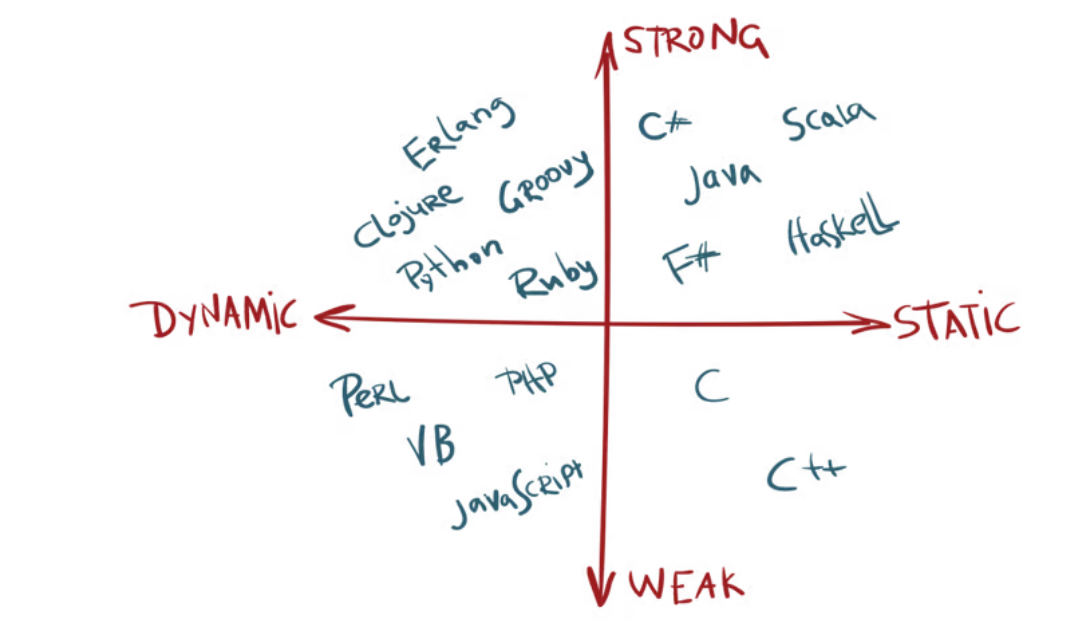 STRONG
ERLang
C#
Scala
Clojure
GROOVY
Java
Python
Ruby
F#
Haskell
DYNAMiC
STATiC
PERL
PHP
C
VB
JavaScRiPt
C++
WEAK